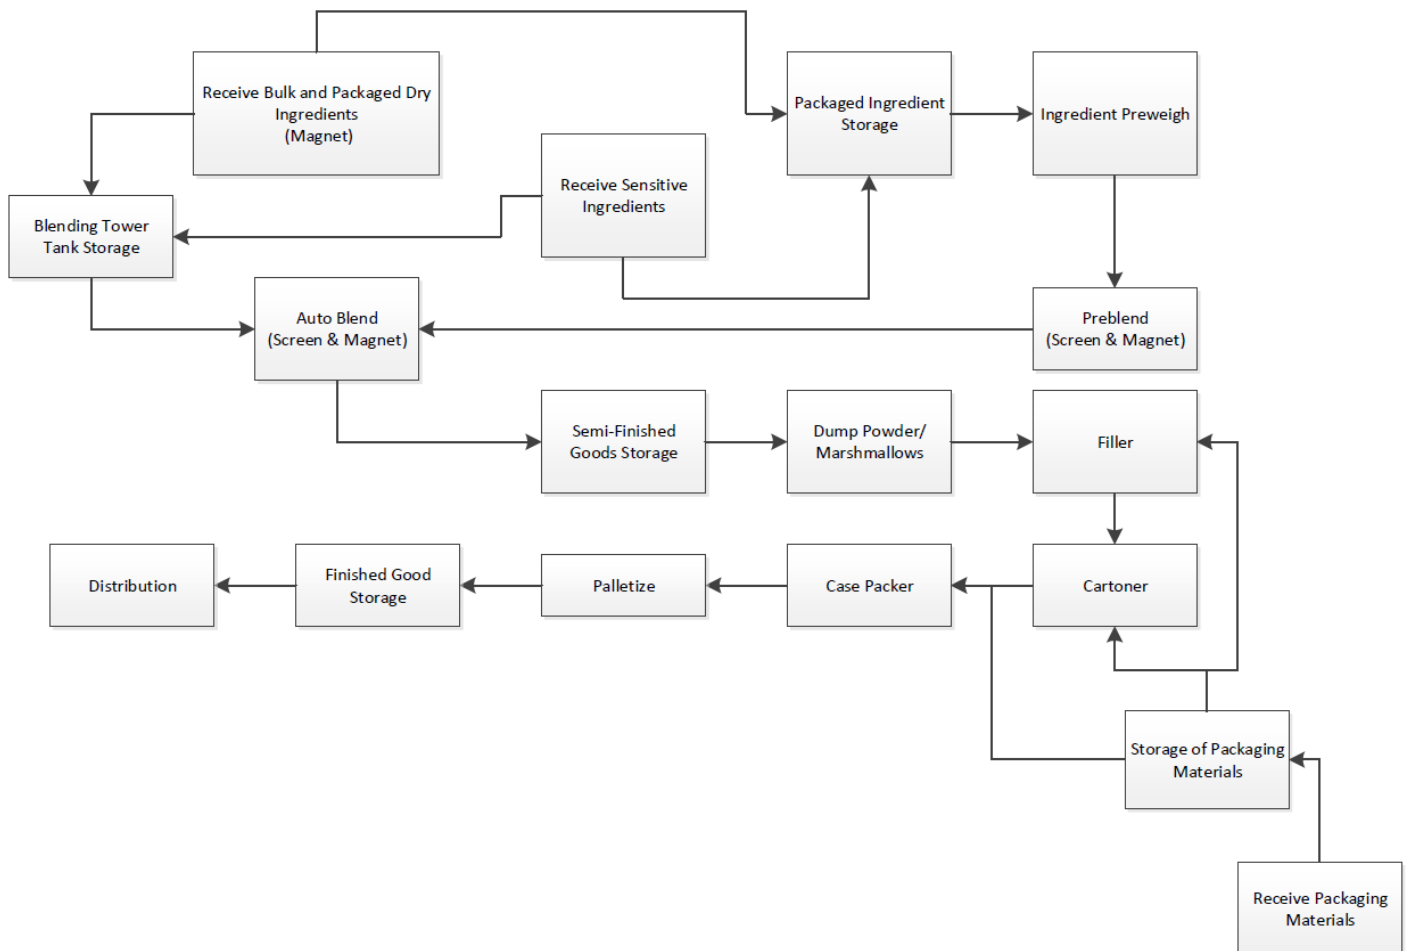 Receive Bulk and Packaged Dry
Ingredients
(Magnet)
Packaged Ingredient
Storage
Ingredient Preweigh
Receive Sensitive
Ingredients
Blending Tower
Tank Storage
Auto Blend
(Screen & Magnet)
Preblend
(Screen & Magnet)
Semi-Finished
Goods Storage
Dump Powder/
Marshmallows
Filler
Distribution
Finished Good
Storage
Palletize
Case Packer
Cartoner
Storage of Packaging
Materials
Receive Packaging
Materials